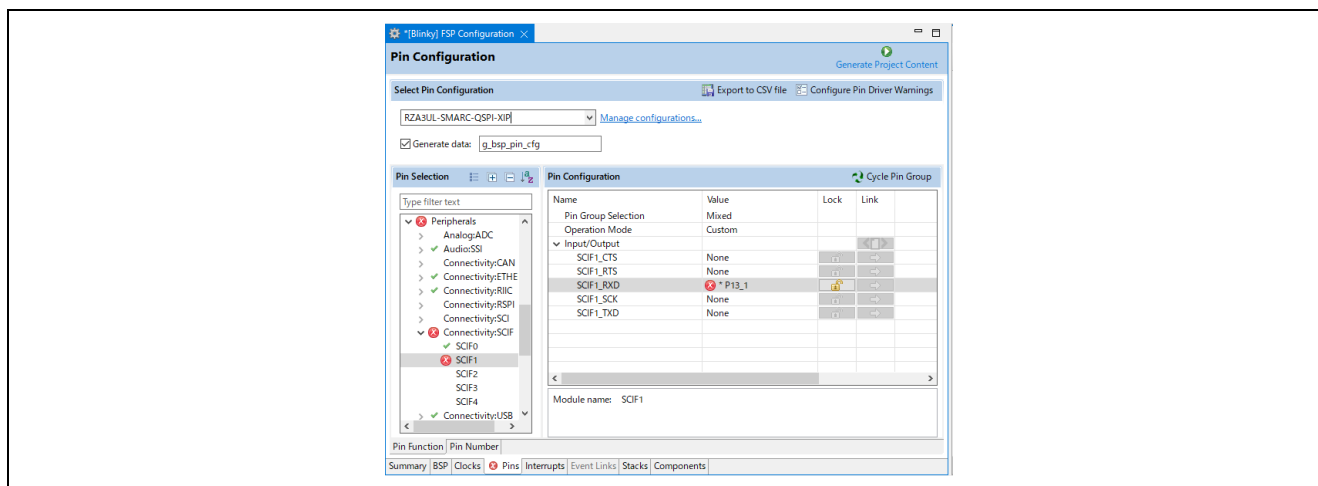 *[Blinky] FSP Configuration
Pin Configuration
Generate Project Content
Select Pin Configuration
Export to CSV file
Configure Pin Driver Warnings
RZA3UL-SMARC-QSPI-XIP
Manage configurations...
Generate data: g_bsp_pin_cfg
Pin Selection
Type filter text
Peripherals
Analog:ADC
Audio:SSI
Connectivity:CAN
Connectivity:ETHE
Connectivity:RIIC
Connectivity:RSPI
Connectivity:SCI
Connectivity:SCIF
SCIF0
SCIF1
SCIF2
SCIF3
SCIF4
Connectivity:USB
Pin Configuration
Cycle Pin Group
Name Value Lock Link
Pin Group Selection Mixed
Operation Mode Custom
Input/Output
SCIF1_CTS None
SCIF1_RTS None
SCIF1_RXD * P13_1
SCIF1_SCK None
SCIF1_TXD None
Module name: SCIF1
Pin Function Pin Number
Summary BSP Clocks Pins Interrupts Event Links Stacks Components